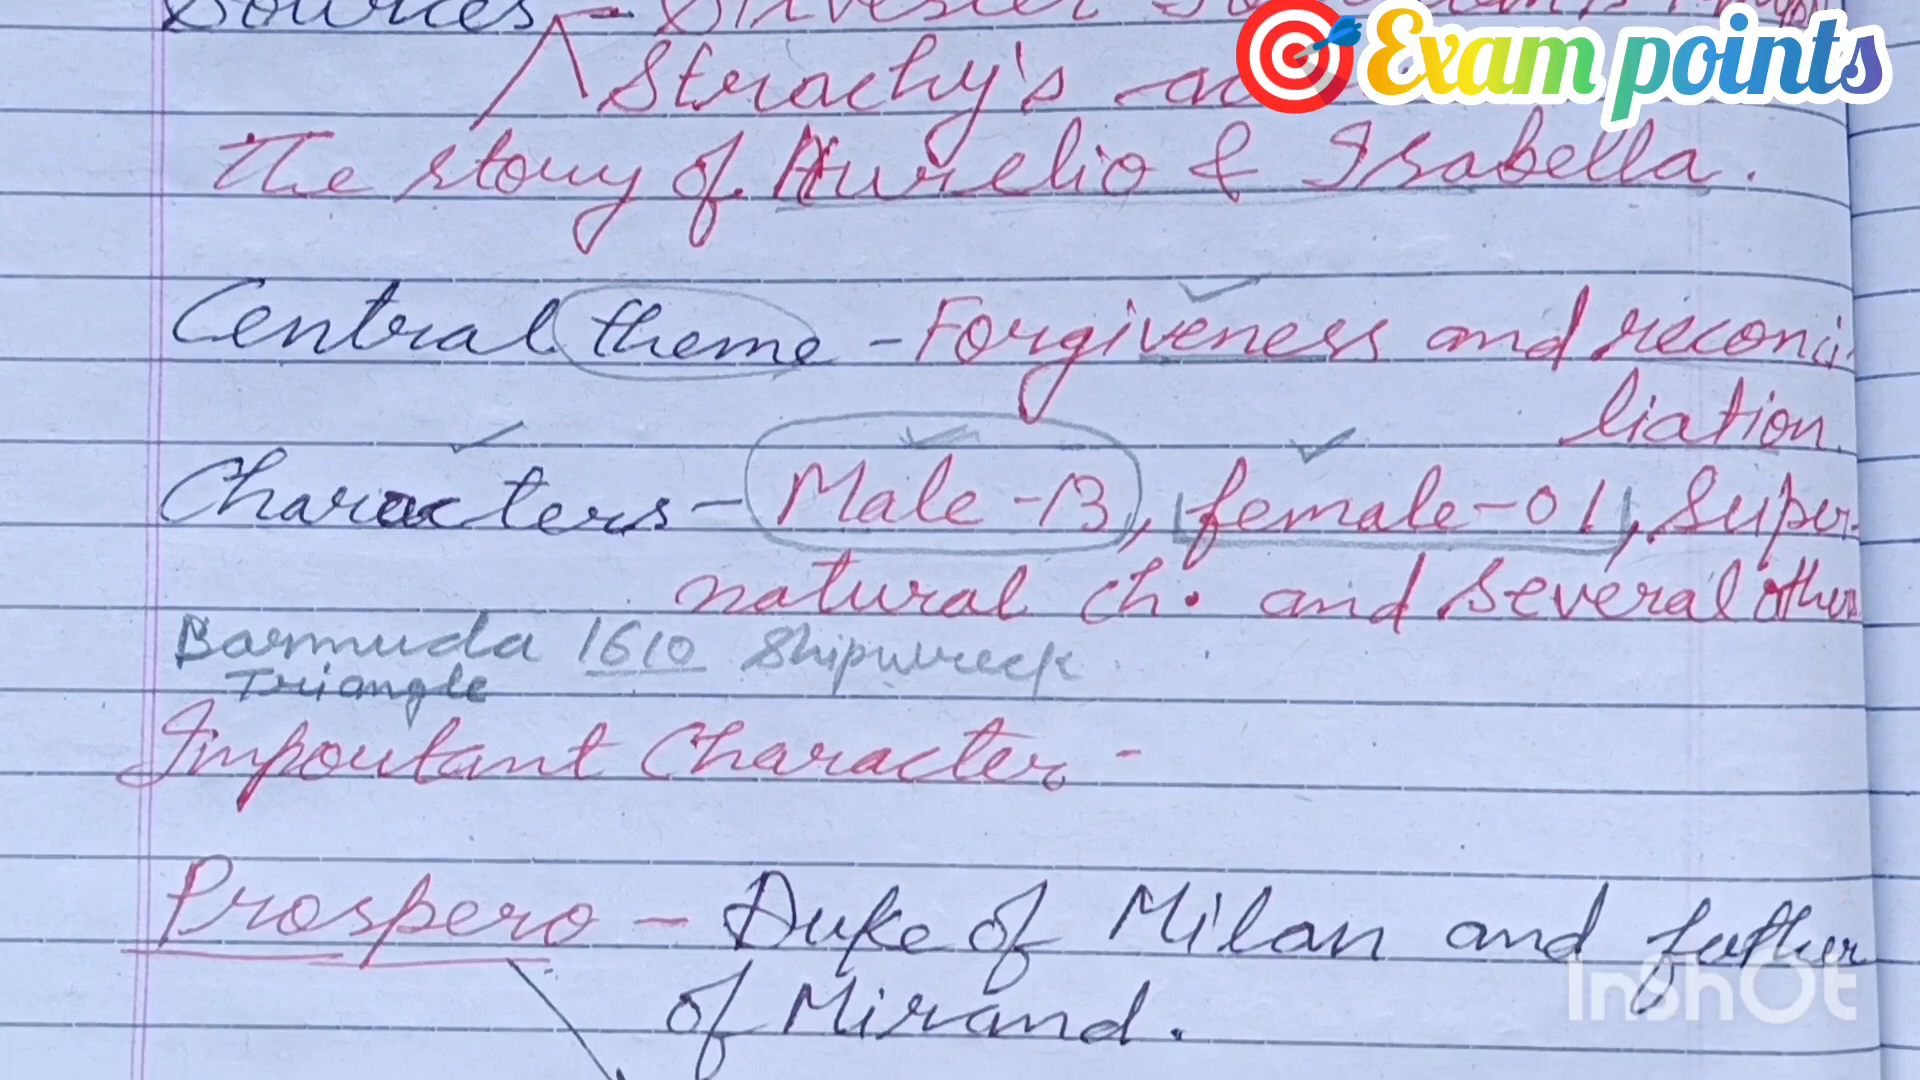 Sources -
Exam points
Strachy's
The story of Aurelio & Isabella.
Central theme - Forgiveness and reconci
liation
Characters - Male - 13, female - 01, Super-
natural ch. and several other
Barmuda 1610 Shipwreck
Triangle
Important Character -
Prospero - Duke of Milan and father
of Mirand.
InShOt